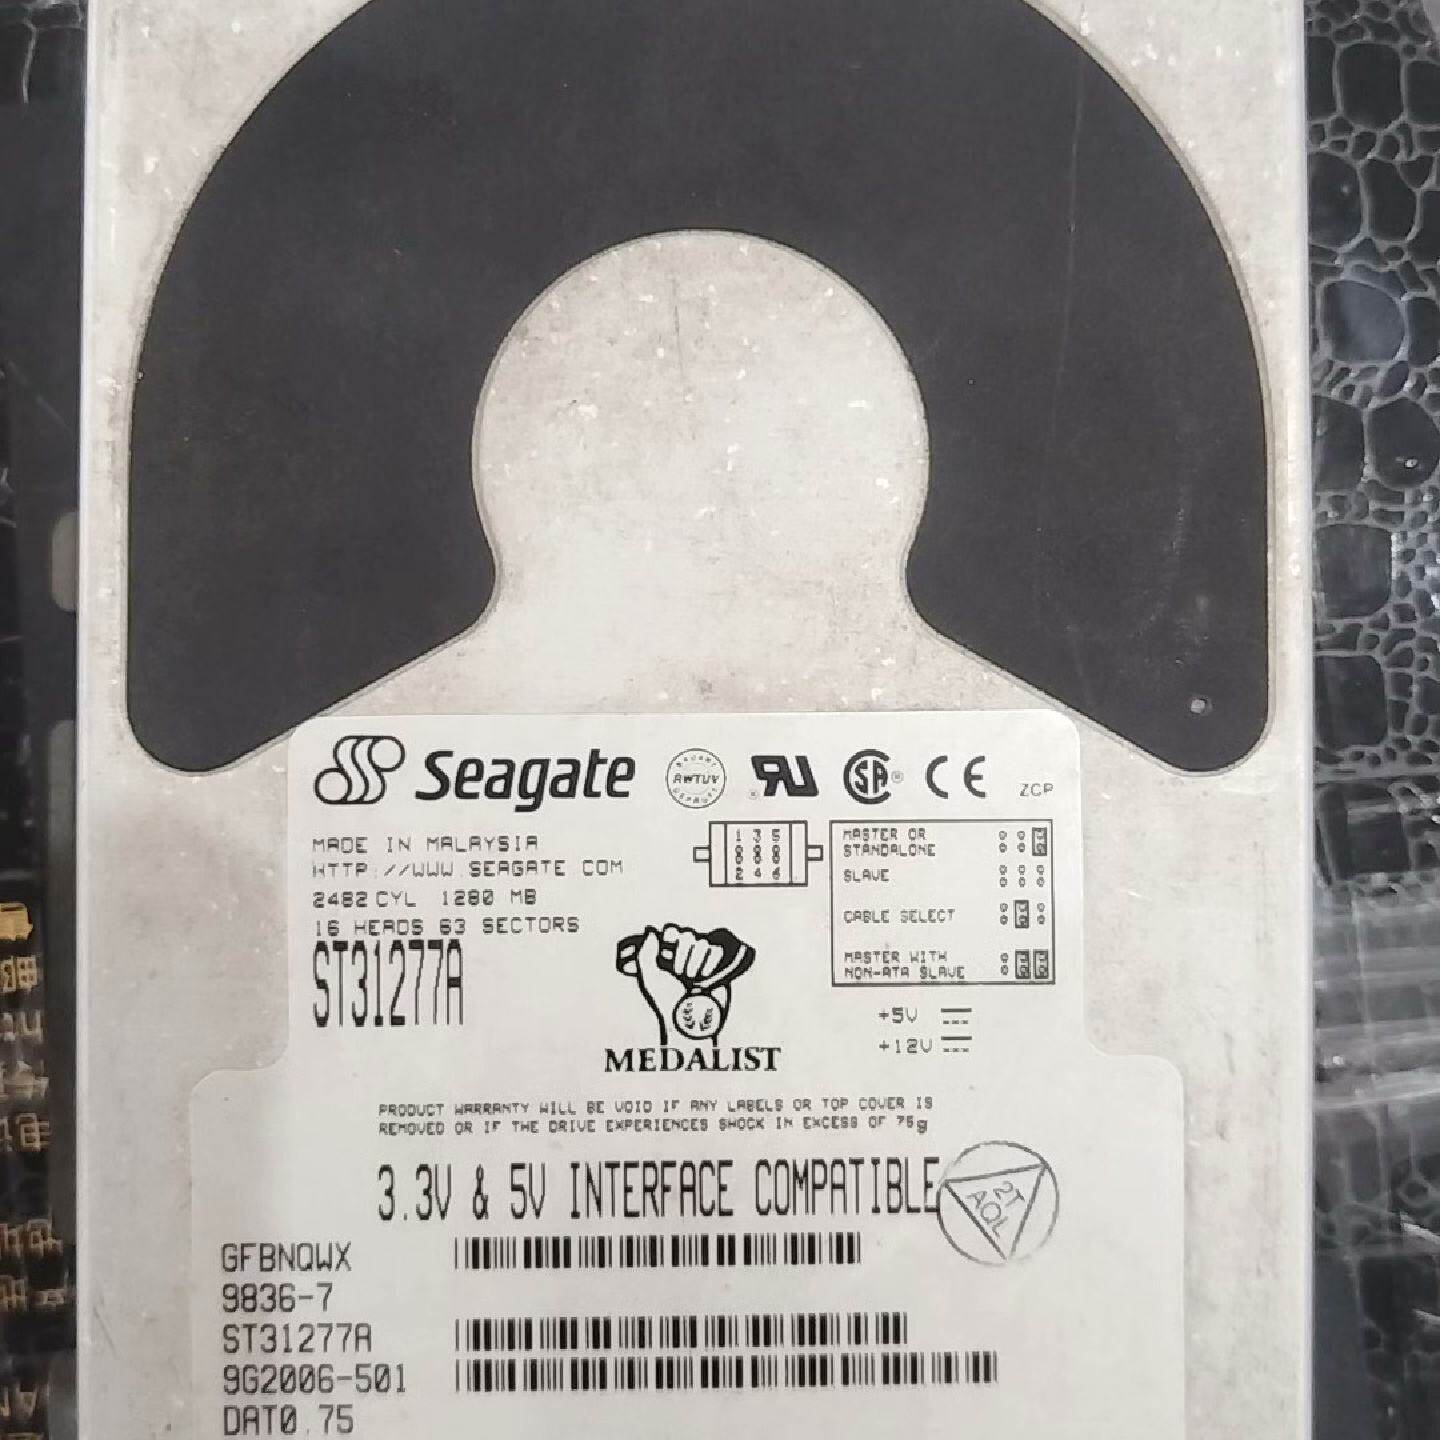 Seagate
RWTUV
ZCP
MADE IN MALAYSIA
HTTP://WWW.SEAGATE.COM
2482 CYL 1280 MB
16 HEADS 63 SECTORS
ST31277A
1 3 5
2 4 6
MASTER OR
STANDALONE
SLAVE
CABLE SELECT
MASTER WITH
NON-ATA SLAVE
MEDALIST
+5V
+12V
PRODUCT WARRANTY WILL BE VOID IF ANY LABELS OR TOP COVER IS
REMOVED OR IF THE DRIVE EXPERIENCES SHOCK IN EXCESS OF 75g
3.3V & 5V INTERFACE COMPATIBLE
2T
AQL
GFBNQWX
9836-7
ST31277A
9G2006-501
DAT0.75